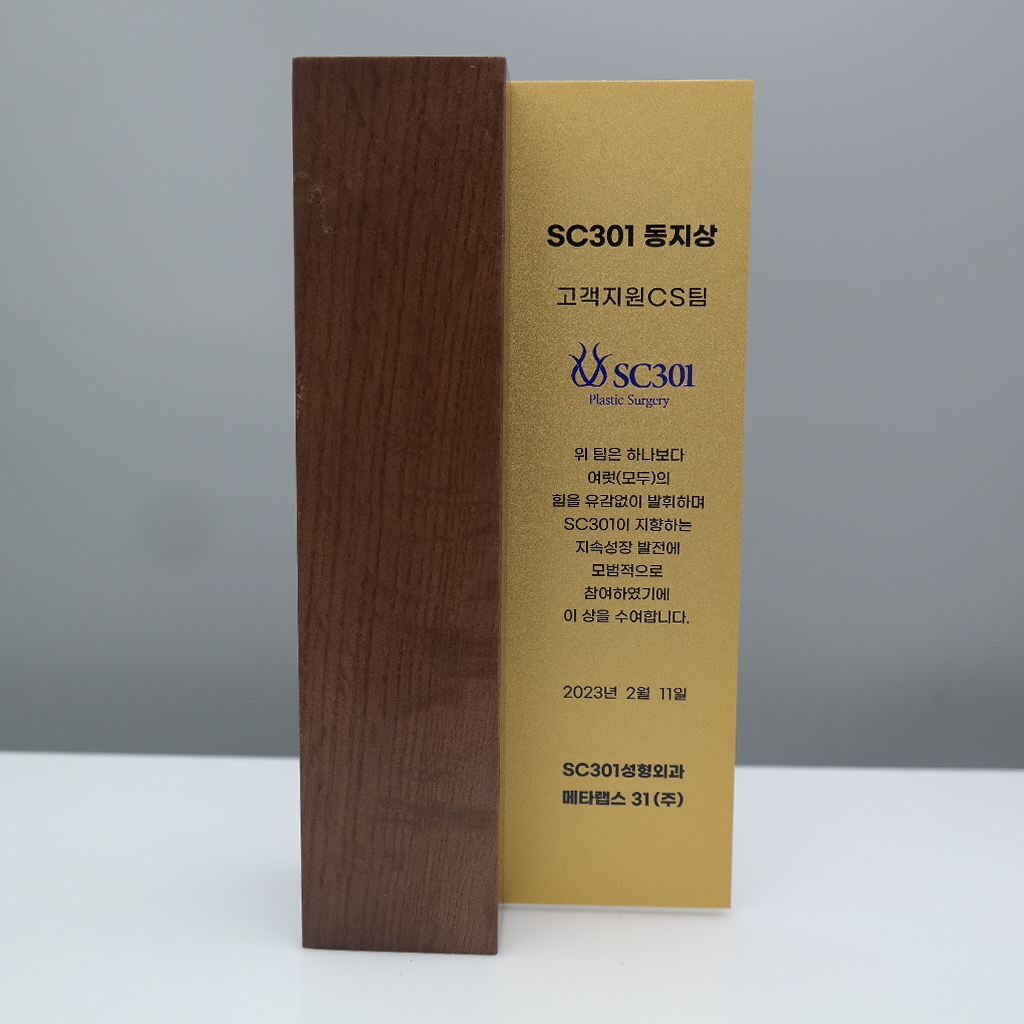 SC301 동지상
고객지원CS팀
SC301
Plastic Surgery
위 팀은 하나보다
여럿(모두)의
힘을 유감없이 발휘하며
SC301이 지향하는
지속성장 발전에
모범적으로
참여하였기에
이 상을 수여합니다.
2023년 2월 11일
SC301성형외과
메타랩스 31(주)